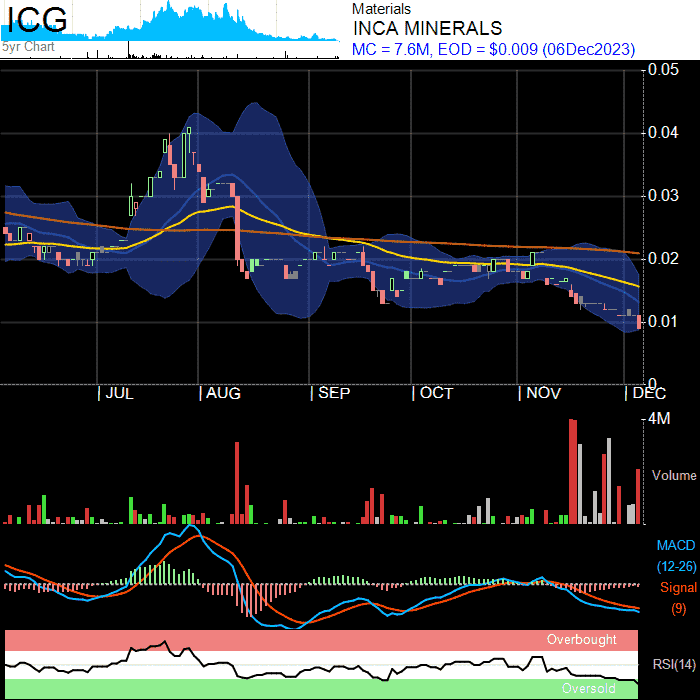 ICG
5yr Chart
Materials
INCA MINERALS
MC = 7.6M, EOD = $0.009 (06Dec2023)
0.05
0.04
0.03
0.02
0.01
0
JUL
AUG
SEP
OCT
NOV
DEC
4M
Volume
MACD
(12-26)
Signal
(9)
Overbought
RSI(14)
Oversold